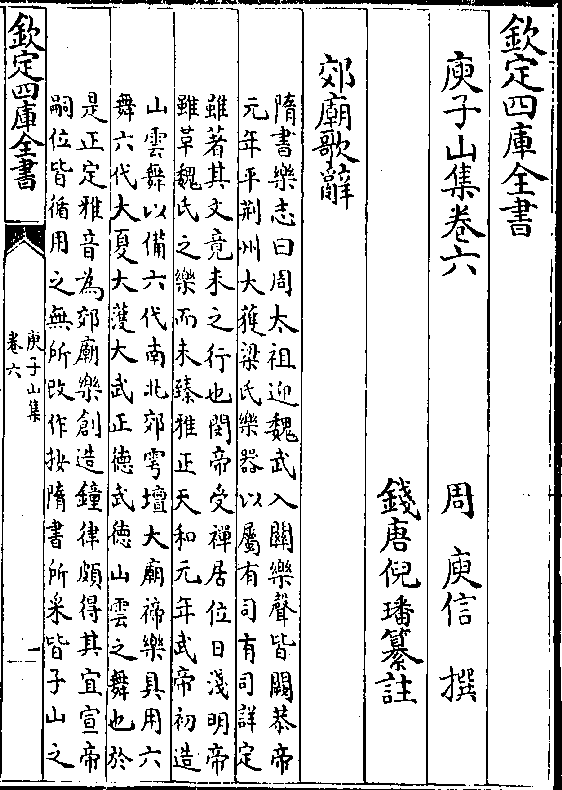 欽定四庫全書
庾子山集卷六
周　庾信　撰
錢唐倪璠纂註
郊廟歌辭
隋書樂志曰周太祖迎魏武入關樂聲皆闕恭帝
元年平荆州大獲梁氏樂器以屬有司有司詳定
雖著其文竟未之行也閔帝受禪居位日淺明帝
雖革魏氏之樂而未臻雅正天和元年武帝初造
山雲舞以備六代南北郊雩壇大廟禘樂具用六
舞六代大夏大濩大武正德武德山雲之舞也於
是正定雅音為郊廟樂創造鐘律頗得其宜宣帝
嗣位皆循用之無所改作按隋書所采皆子山之
欽定四庫全書
庾子山集
卷六
一